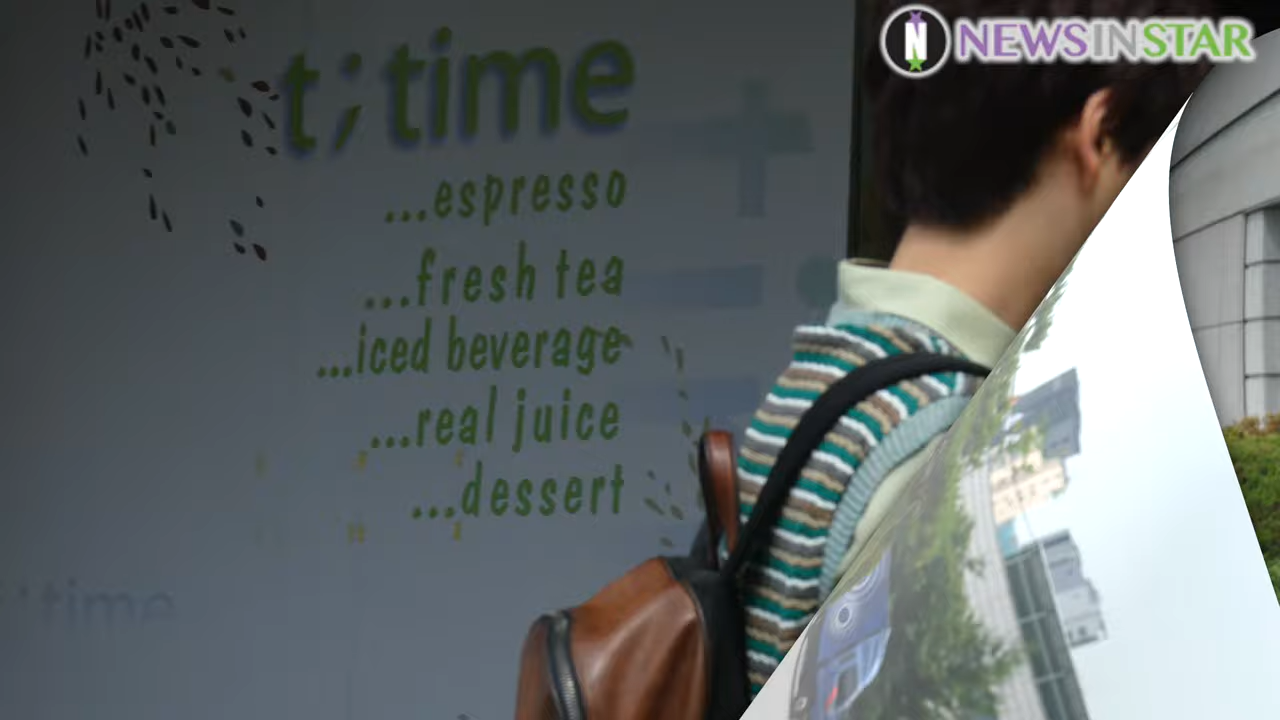 NEWSINSTAR
t;time
...espresso
...fresh tea
...iced beverage
...real juice
...dessert
t;time